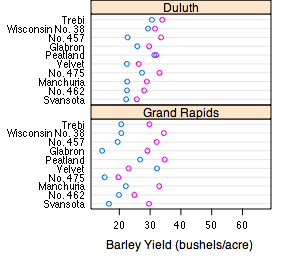 Duluth
Trebi
Wisconsin No. 38
No. 457
Glabron
Peatland
Velvet
No. 475
Manchuria
No. 462
Svansota
Grand Rapids
Trebi
Wisconsin No. 38
No. 457
Glabron
Peatland
Velvet
No. 475
Manchuria
No. 462
Svansota
20 30 40 50 60
Barley Yield (bushels/acre)